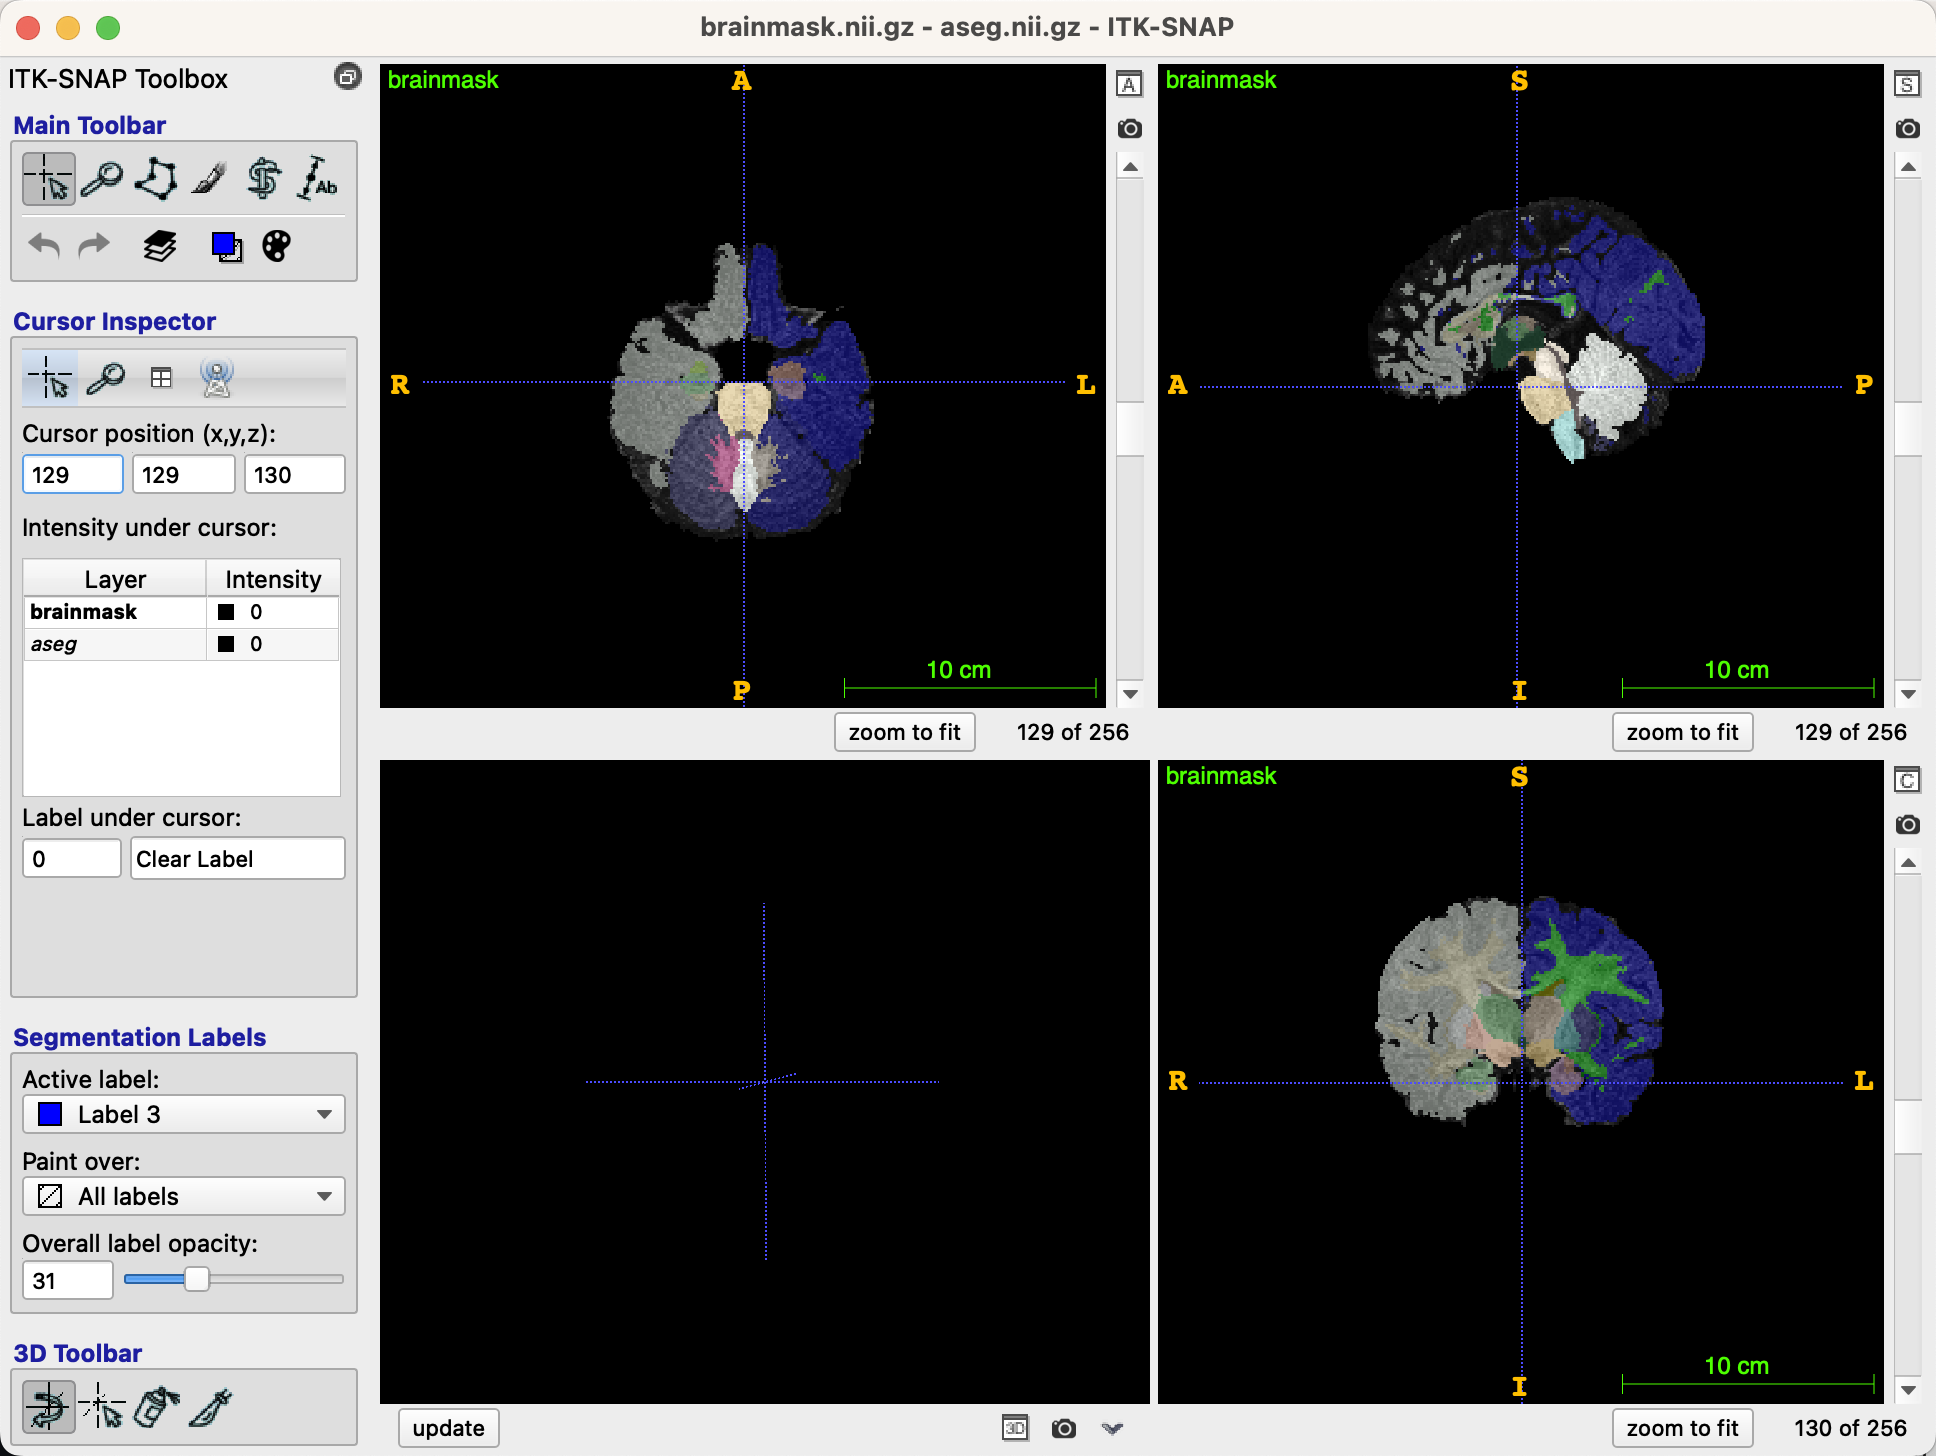 brainmask.nii.gz - aseg.nii.gz - ITK-SNAP
ITK-SNAP Toolbox
Main Toolbar
Ab
Cursor Inspector
Cursor position (x,y,z):
129 129 130
Intensity under cursor:
Layer Intensity
brainmask 0
aseg 0
Label under cursor:
0 Clear Label
Segmentation Labels
Active label:
Label 3
Paint over:
All labels
Overall label opacity:
31
3D Toolbar
brainmask
A
R
L
P
10 cm
A
zoom to fit 129 of 256
brainmask
S
A
P
I
10 cm
S
zoom to fit 129 of 256
update
3D
brainmask
S
R
L
I
10 cm
C
zoom to fit 130 of 256